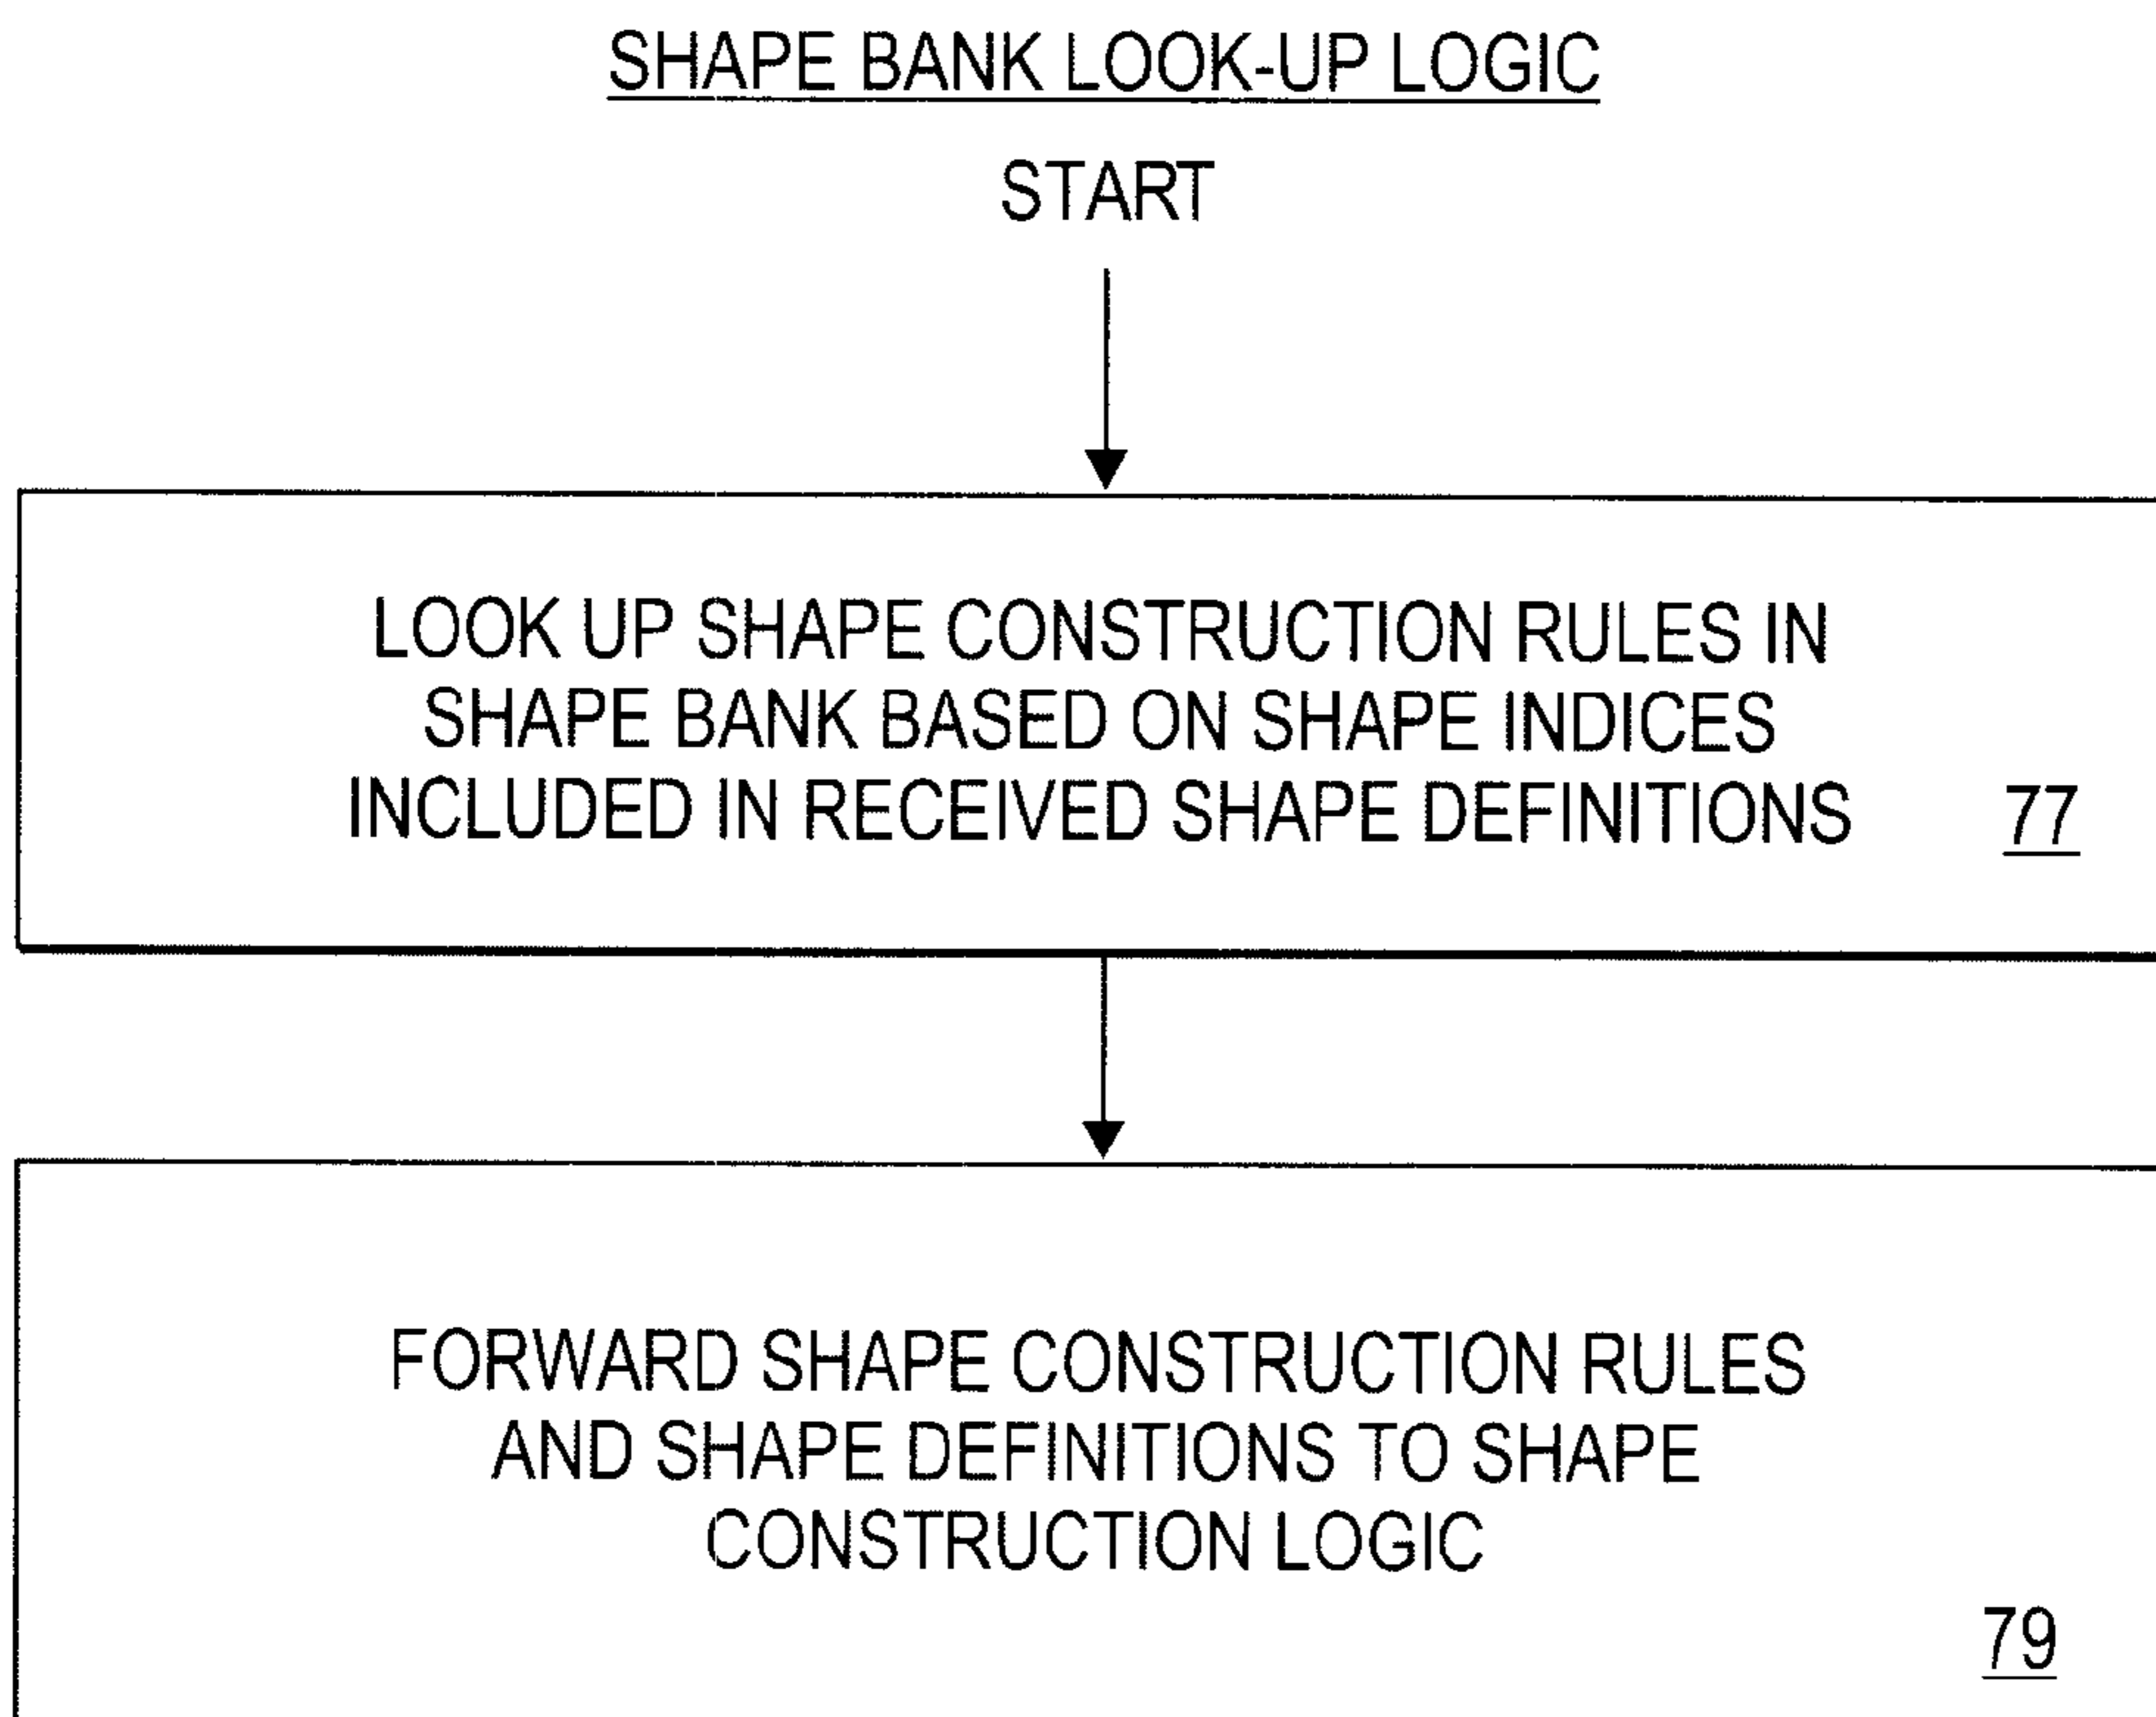 SHAPE BANK LOOK-UP LOGIC
START
LOOK UP SHAPE CONSTRUCTION RULES IN
SHAPE BANK BASED ON SHAPE INDICES
INCLUDED IN RECEIVED SHAPE DEFINITIONS
77
FORWARD SHAPE CONSTRUCTION RULES
AND SHAPE DEFINITIONS TO SHAPE
CONSTRUCTION LOGIC
79